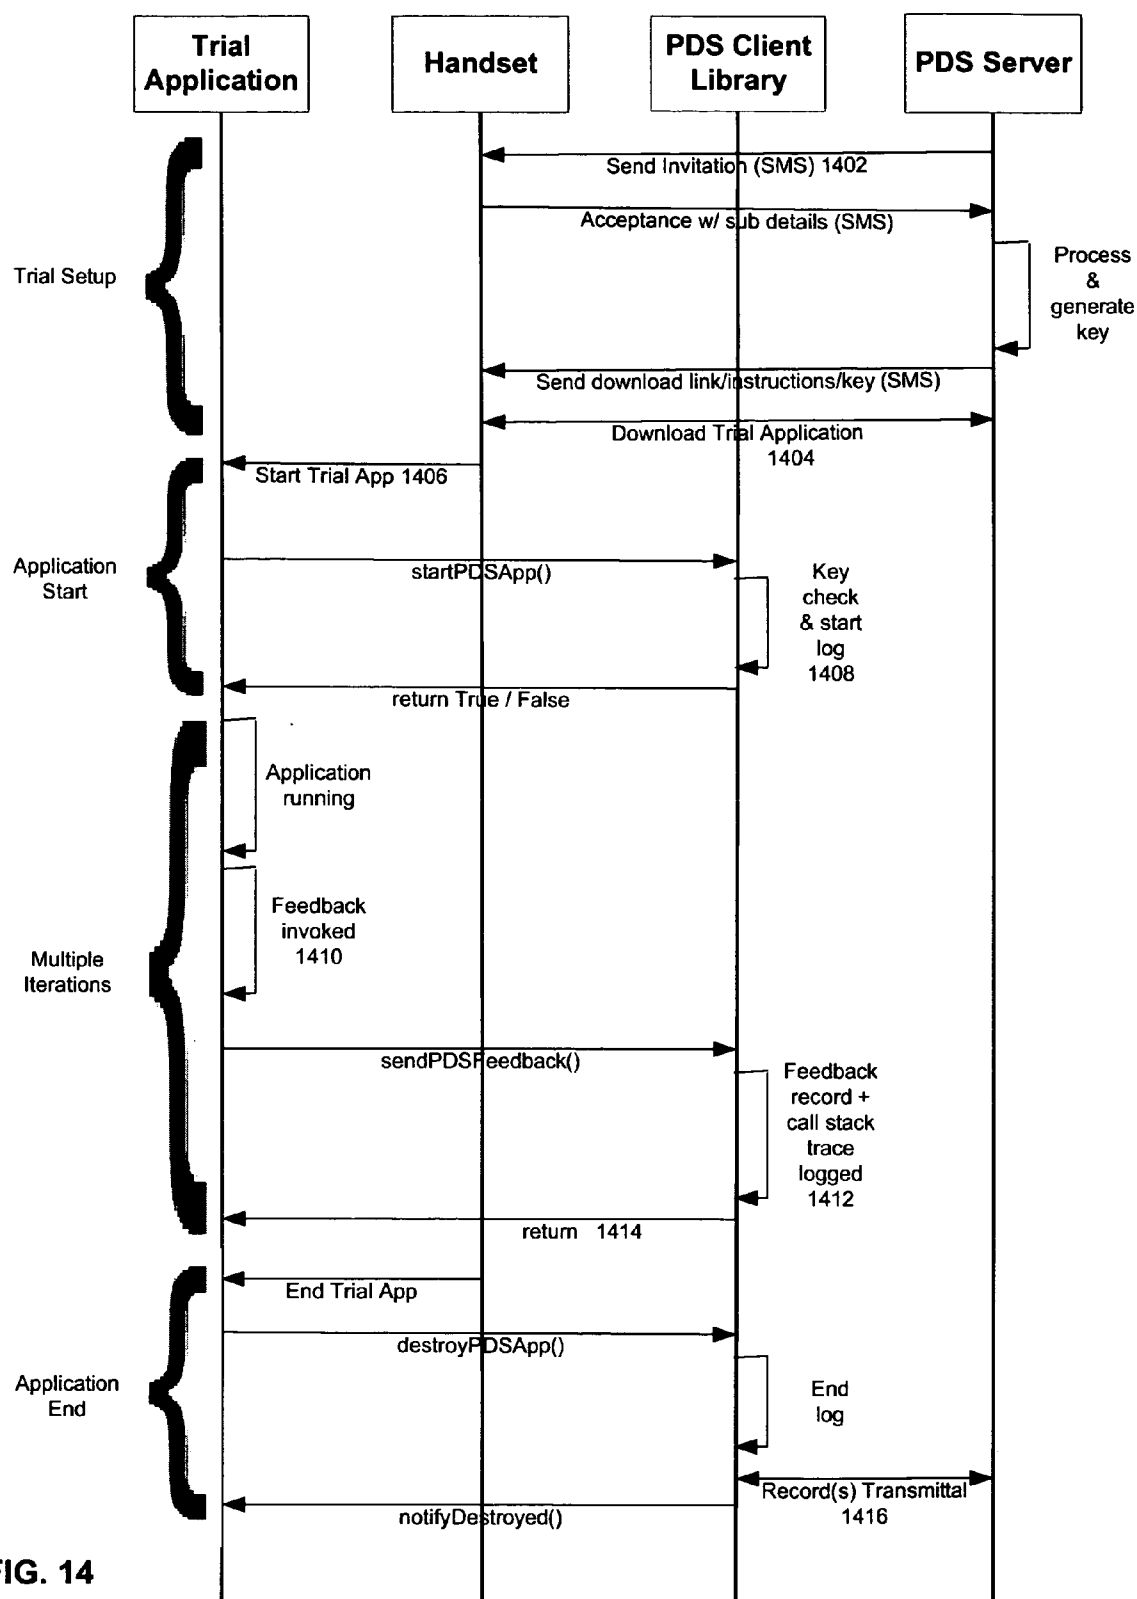 Trial
Application
Handset
PDS Client
Library
PDS Server
Send Invitation (SMS) 1402
Acceptance w/ sub details (SMS)
Process
&
generate
key
Trial Setup
Send download link/instructions/key (SMS)
Download Trial Application
1404
Start Trial App 1406
Application
Start
startPDSApp()
Key
check
& start
log
1408
return True / False
Application
running
Feedback
invoked
1410
Multiple
Iterations
sendPDSFeedback()
Feedback
record +
call stack
trace
logged
1412
return 1414
End Trial App
destroyPDSApp()
Application
End
End
log
Record(s) Transmittal
1416
notifyDestroyed()
FIG. 14